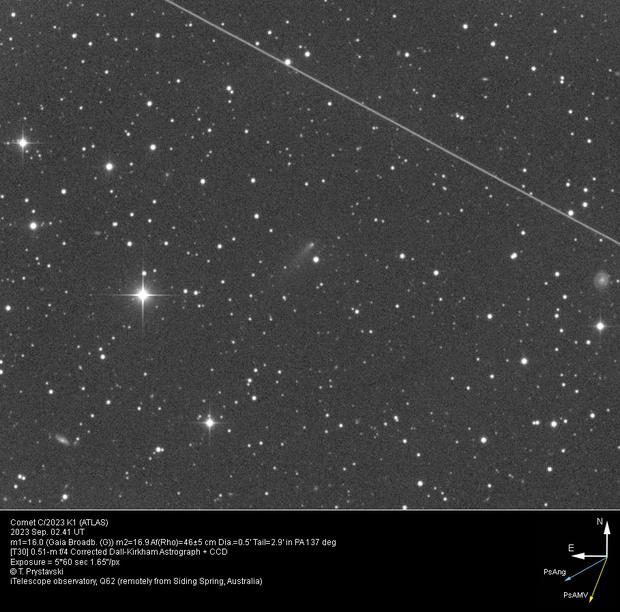 Comet C/2023 K1 (ATLAS)
2023 Sep. 02.41 UT
m1=16.0 (Gaia Broadb. (G)) m2=16.9 Af(Rho)=46±5 cm Dia.=0.5' Tail=2.9' in PA 137 deg
[T30] 0.51-m f/4 Corrected Dall-Kirkham Astrograph + CCD
Exposure = 5*60 sec 1.65"/px
© T. Prystavski
iTelescope observatory, Q62 (remotely from Siding Spring, Australia)
N
E
PsAng
PsAMV